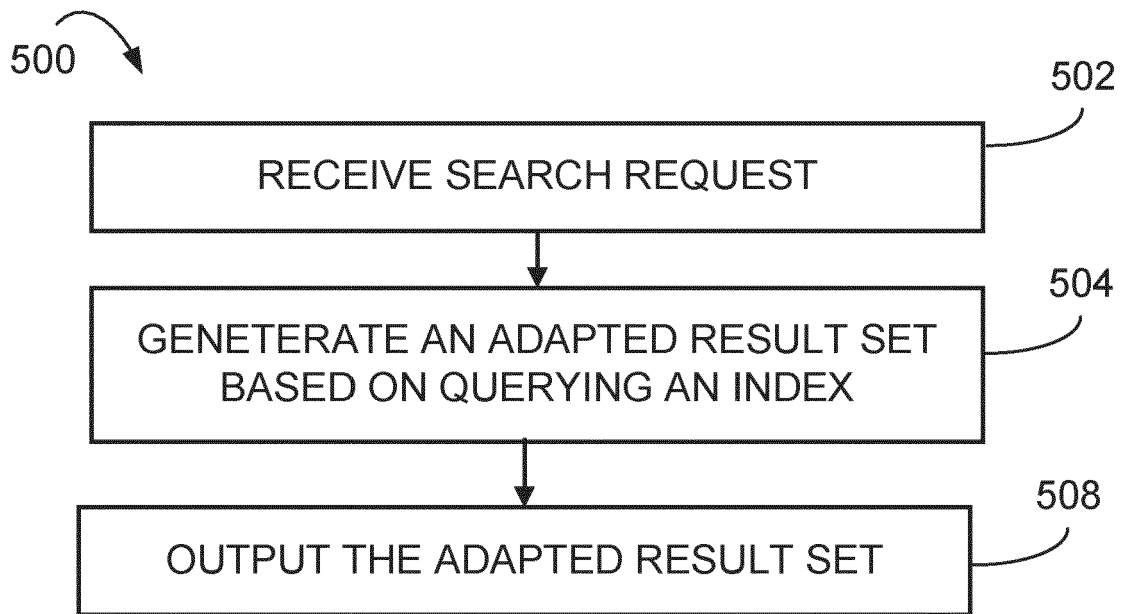 500
502
RECEIVE SEARCH REQUEST
504
GENETERATE AN ADAPTED RESULT SET
BASED ON QUERYING AN INDEX
508
OUTPUT THE ADAPTED RESULT SET